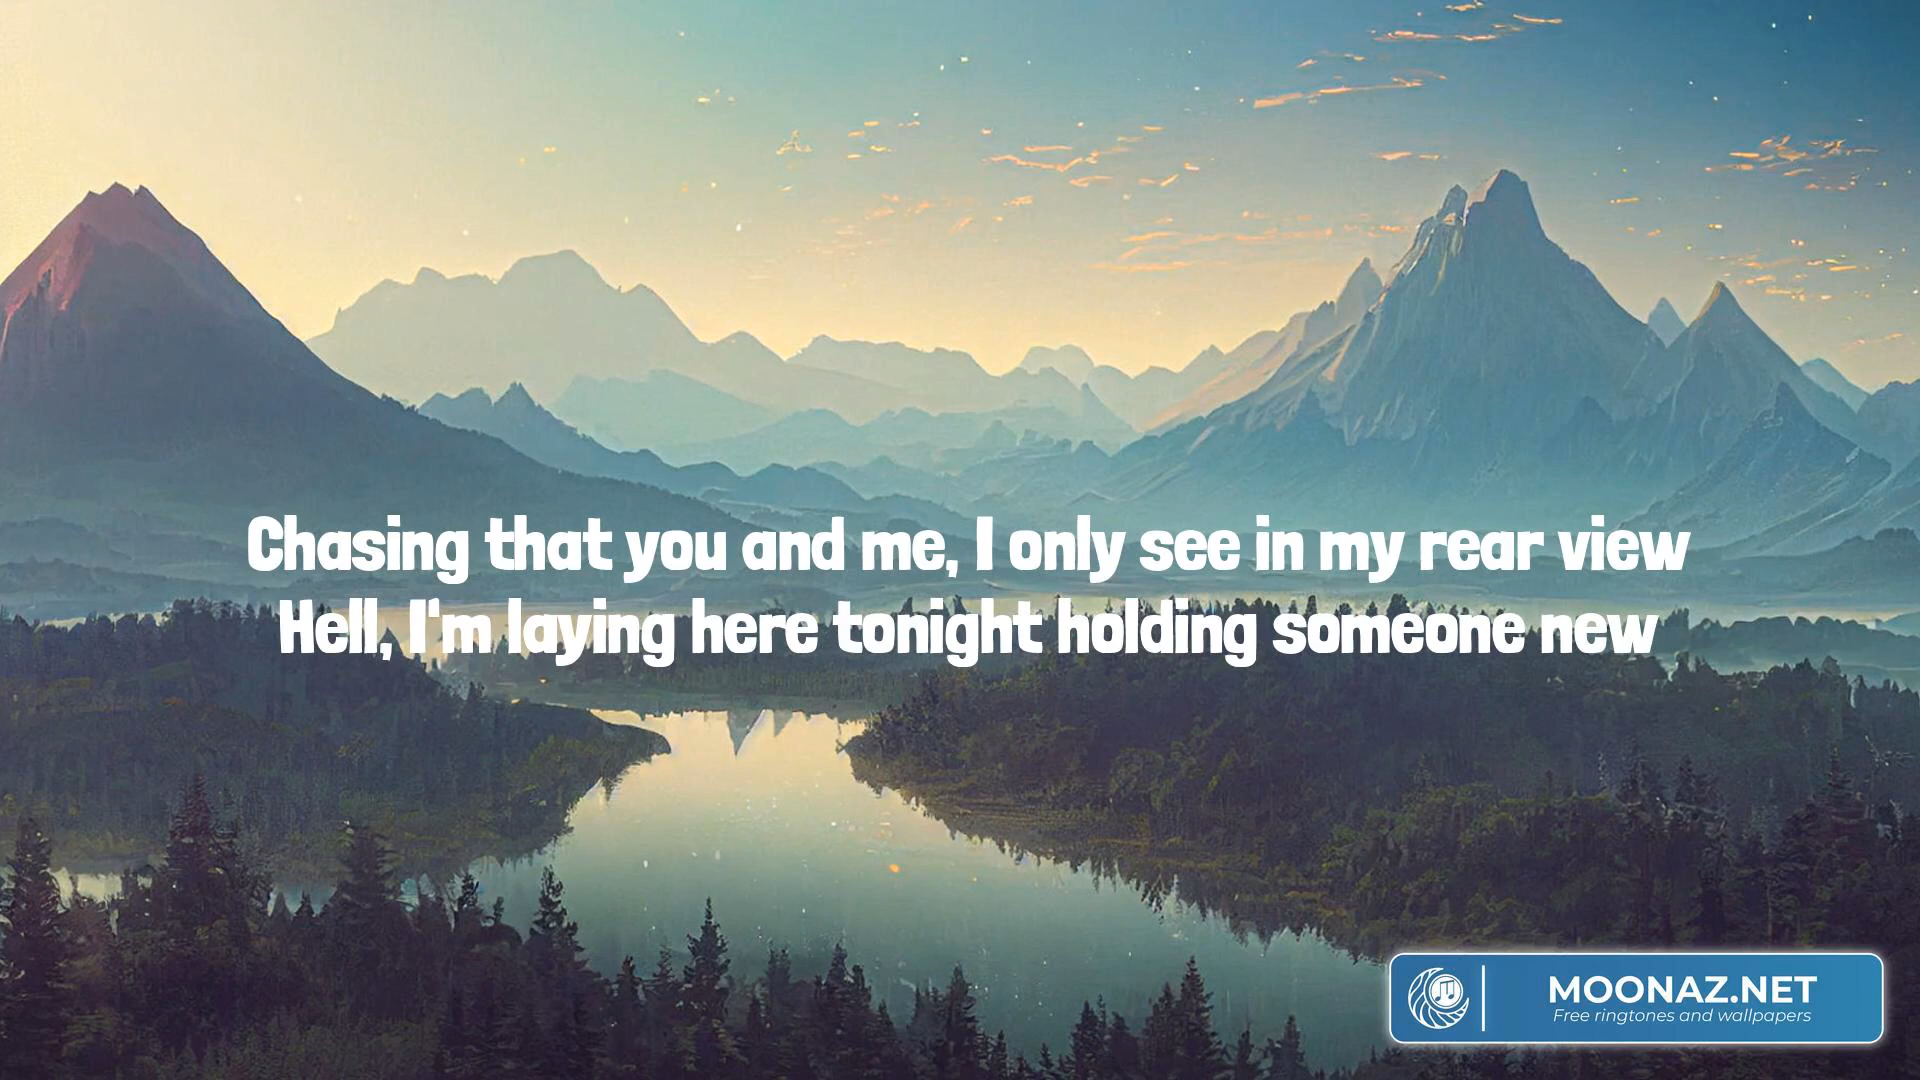 Chasing that you and me, I only see in my rear view
Hell, I'm laying here tonight holding someone new
MOONAZ.NET
Free ringtones and wallpapers